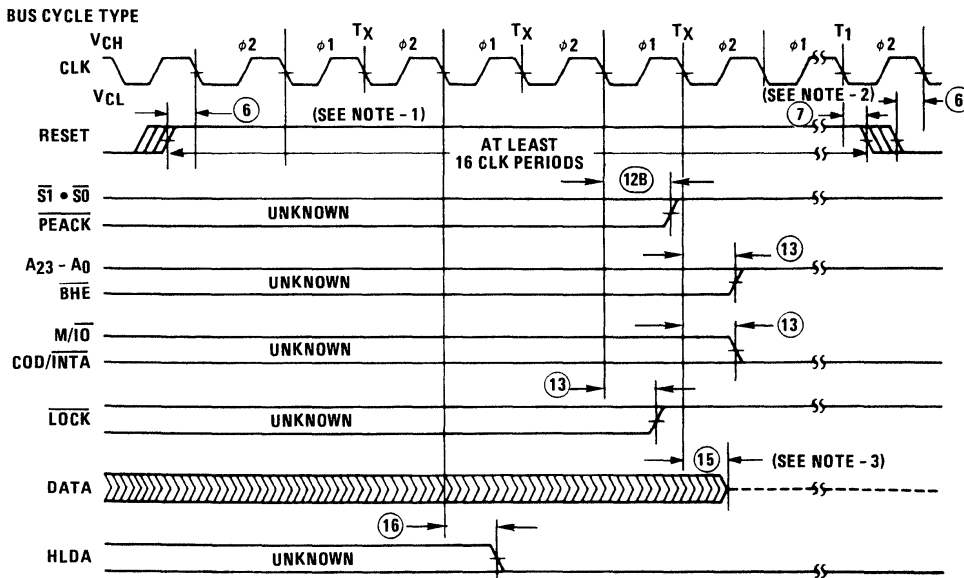 BUS CYCLE TYPE
VCH φ2 φ1 TX φ2 φ1 TX φ2 φ1 TX φ2 φ1 T1 φ2
CLK
VCL
6 (SEE NOTE - 1) (SEE NOTE - 2) 7 6
RESET
AT LEAST
16 CLK PERIODS
12B
S1 • S0
UNKNOWN
PEACK
13
A23 - A0
UNKNOWN
BHE
M/IO 13
UNKNOWN
COD/INTA
13
LOCK UNKNOWN
15 (SEE NOTE - 3)
DATA
16
HLDA UNKNOWN